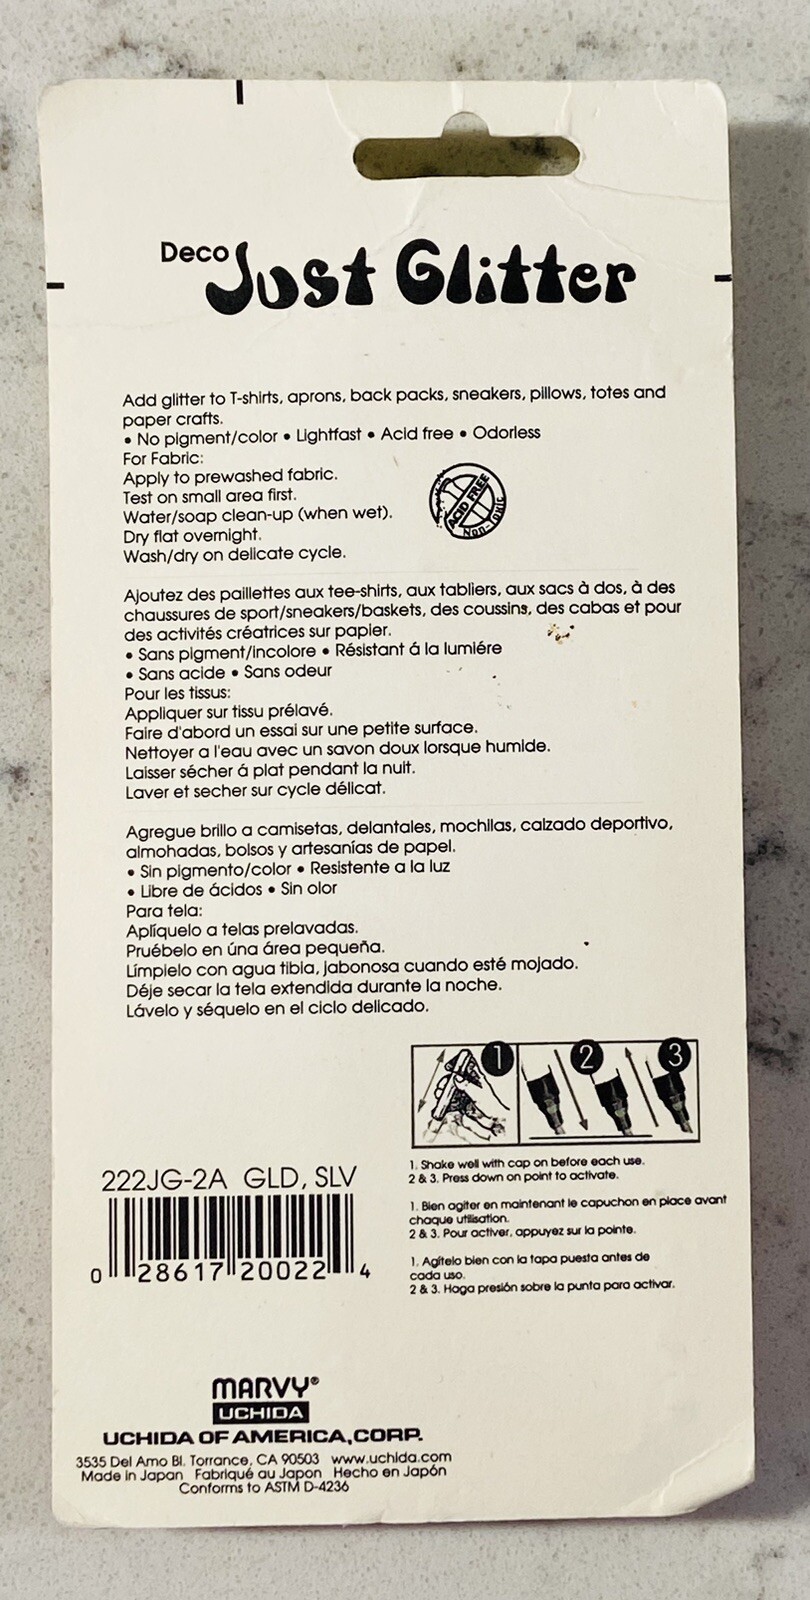 Deco Just Glitter
Add glitter to T-shirts, aprons, back packs, sneakers, pillows, totes and
paper crafts.
• No pigment/color • Lightfast • Acid free • Odorless
For Fabric:
Apply to prewashed fabric.
Test on small area first.
Water/soap clean-up (when wet).
Dry flat overnight.
Wash/dry on delicate cycle.
ACID FREE
Non-Toxic
Ajoutez des paillettes aux tee-shirts, aux tabliers, aux sacs à dos, à des
chaussures de sport/sneakers/baskets, des coussins, des cabas et pour
des activités créatrices sur papier.
• Sans pigment/incolore • Résistant á la lumiére
• Sans acide • Sans odeur
Pour les tissus:
Appliquer sur tissu prélavé.
Faire d'abord un essai sur une petite surface.
Nettoyer a l'eau avec un savon doux lorsque humide.
Laisser sécher á plat pendant la nuit.
Laver et secher sur cycle délicat.
Agregue brillo a camisetas, delantales, mochilas, calzado deportivo,
almohadas, bolsos y artesanías de papel.
• Sin pigmento/color • Resistente a la luz
• Libre de ácidos • Sin olor
Para tela:
Aplíquelo a telas prelavadas.
Pruébelo en úna área pequeña.
Límpielo con agua tibia, jabonosa cuando esté mojado.
Déje secar la tela extendida durante la noche.
Lávelo y séquelo en el ciclo delicado.
1 2 3
1. Shake well with cap on before each use.
2 & 3. Press down on point to activate.
1. Bien agiter en maintenant le capuchon en place avant
chaque utilisation.
2 & 3. Pour activer, appuyez sur la pointe.
1. Agítelo bien con la tapa puesta antes de
cada uso.
2 & 3. Haga presión sobre la punta para activar.
222JG-2A GLD, SLV
0 28617 20022 4
MARVY®
UCHIDA
UCHIDA OF AMERICA, CORP.
3535 Del Amo Bl. Torrance, CA 90503 www.uchida.com
Made in Japan Fabriqué au Japon Hecho en Japón
Conforms to ASTM D-4236